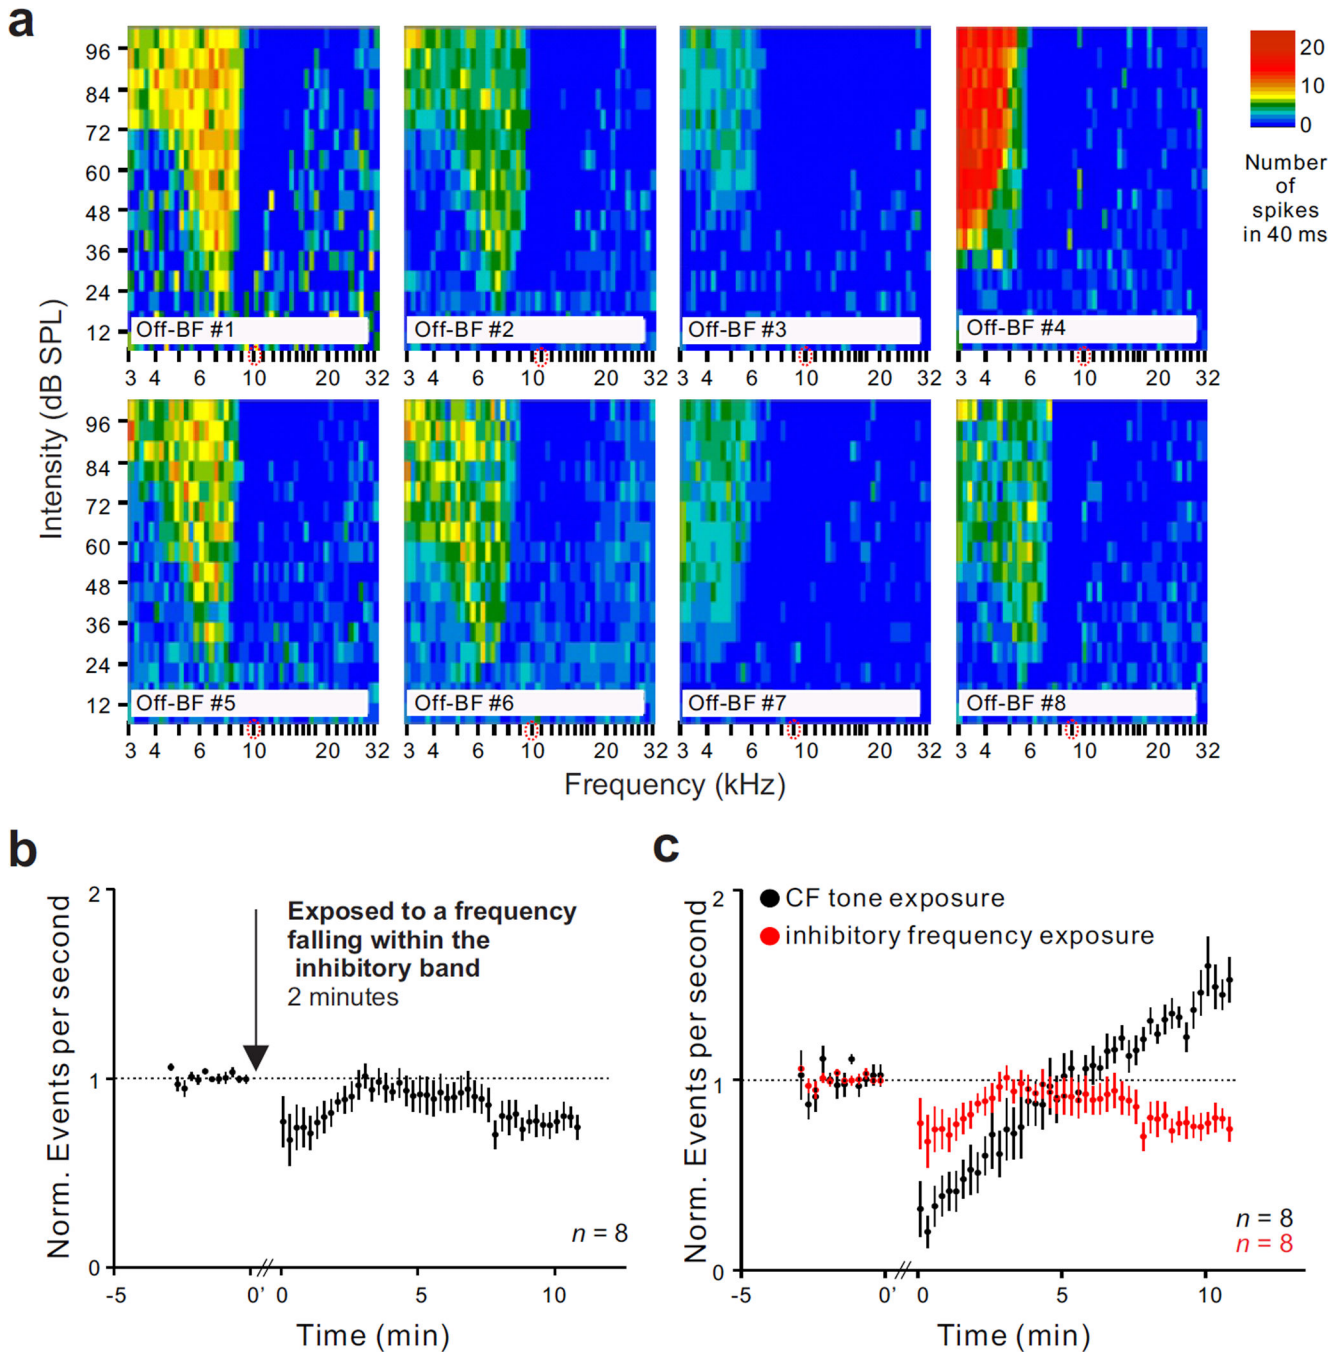 a
96
84
72
60
48
36
24
12
Off-BF #1
Off-BF #2
Off-BF #3
Off-BF #4
3 4 6 10 20 32
3 4 6 10 20 32
3 4 6 10 20 32
3 4 6 10 20 32
20
10
0
Number
of
spikes
in 40 ms
Intensity (dB SPL)
96
84
72
60
48
36
24
12
Off-BF #5
Off-BF #6
Off-BF #7
Off-BF #8
3 4 6 10 20 32
3 4 6 10 20 32
3 4 6 10 20 32
3 4 6 10 20 32
Frequency (kHz)
b
Norm. Events per second
2
1
0
Exposed to a frequency
falling within the
inhibitory band
2 minutes
n = 8
-5 0' 0 5 10
Time (min)
c
Norm. Events per second
2
1
0
CF tone exposure
inhibitory frequency exposure
n = 8
n = 8
-5 0' 0 5 10
Time (min)